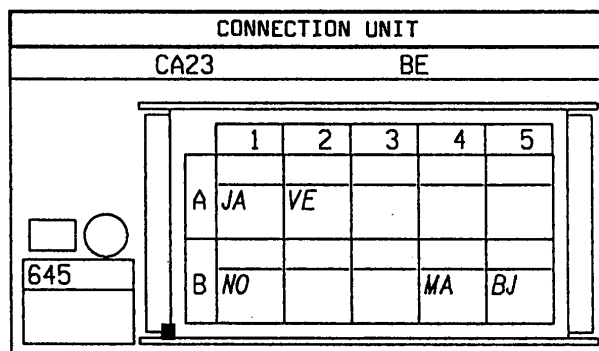 CONNECTION UNIT
CA23 BE
1 2 3 4 5
A JA VE
645
B NO MA BJ